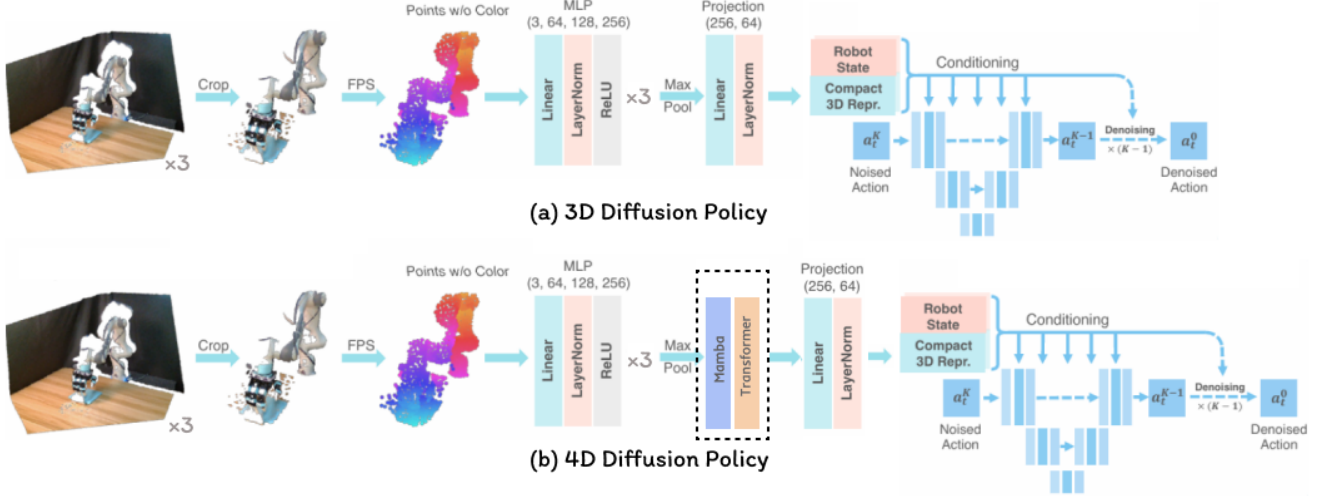 Points w/o Color
MLP
(3, 64, 128, 256)
Projection
(256, 64)
Crop
FPS
Linear
LayerNorm
ReLU
×3
Max
Pool
Linear
LayerNorm
Robot
State
Compact
3D Repr.
Conditioning
a_t^K
a_t^{K-1}
Denoising
× (K − 1)
a_t^0
Noised
Action
Denoised
Action
×3
(a) 3D Diffusion Policy
Points w/o Color
MLP
(3, 64, 128, 256)
Projection
(256, 64)
Crop
FPS
Linear
LayerNorm
ReLU
×3
Max
Pool
Mamba
Transformer
Linear
LayerNorm
Robot
State
Compact
3D Repr.
Conditioning
a_t^K
a_t^{K-1}
Denoising
× (K − 1)
a_t^0
Noised
Action
Denoised
Action
×3
(b) 4D Diffusion Policy